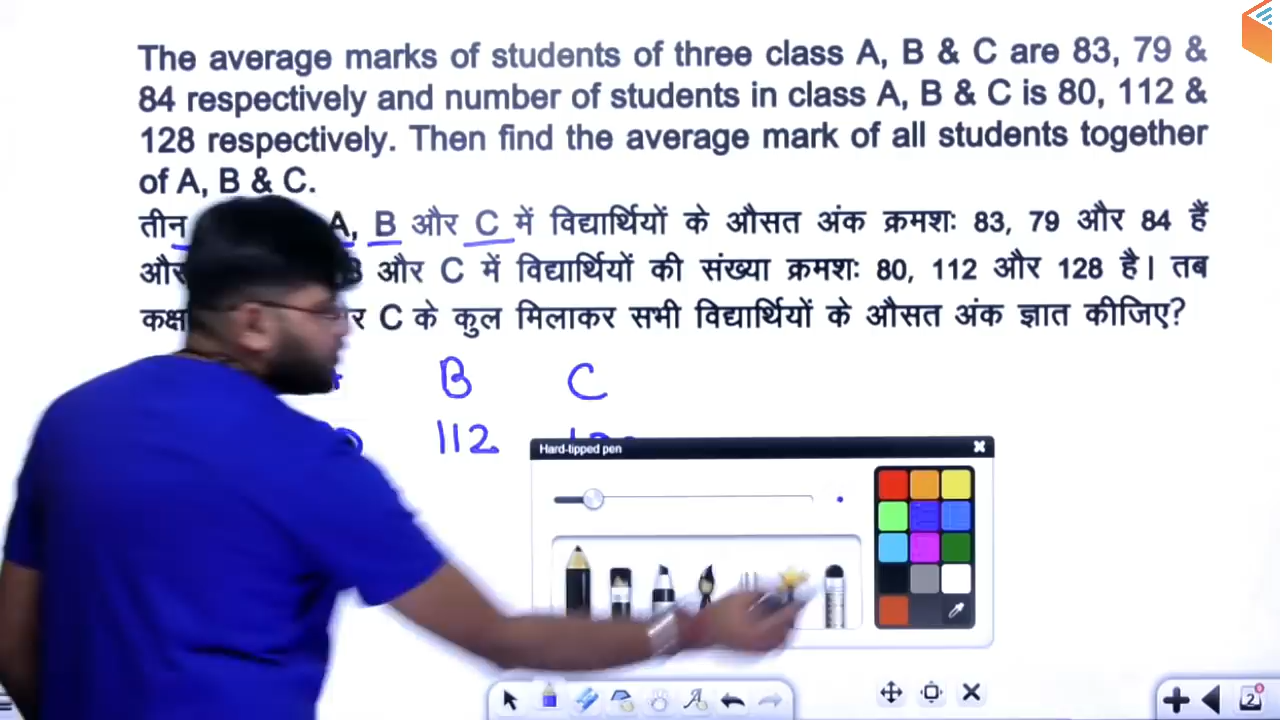 The average marks of students of three class A, B & C are 83, 79 &
84 respectively and number of students in class A, B & C is 80, 112 &
128 respectively. Then find the average mark of all students together
of A, B & C.
तीन A, B और C में विद्यार्थियों के औसत अंक क्रमशः 83, 79 और 84 हैं
और B और C में विद्यार्थियों की संख्या क्रमशः 80, 112 और 128 है। तब
C के कुल मिलाकर सभी विद्यार्थियों के औसत अंक ज्ञात कीजिए?
B C
112
Hard-tipped pen
2